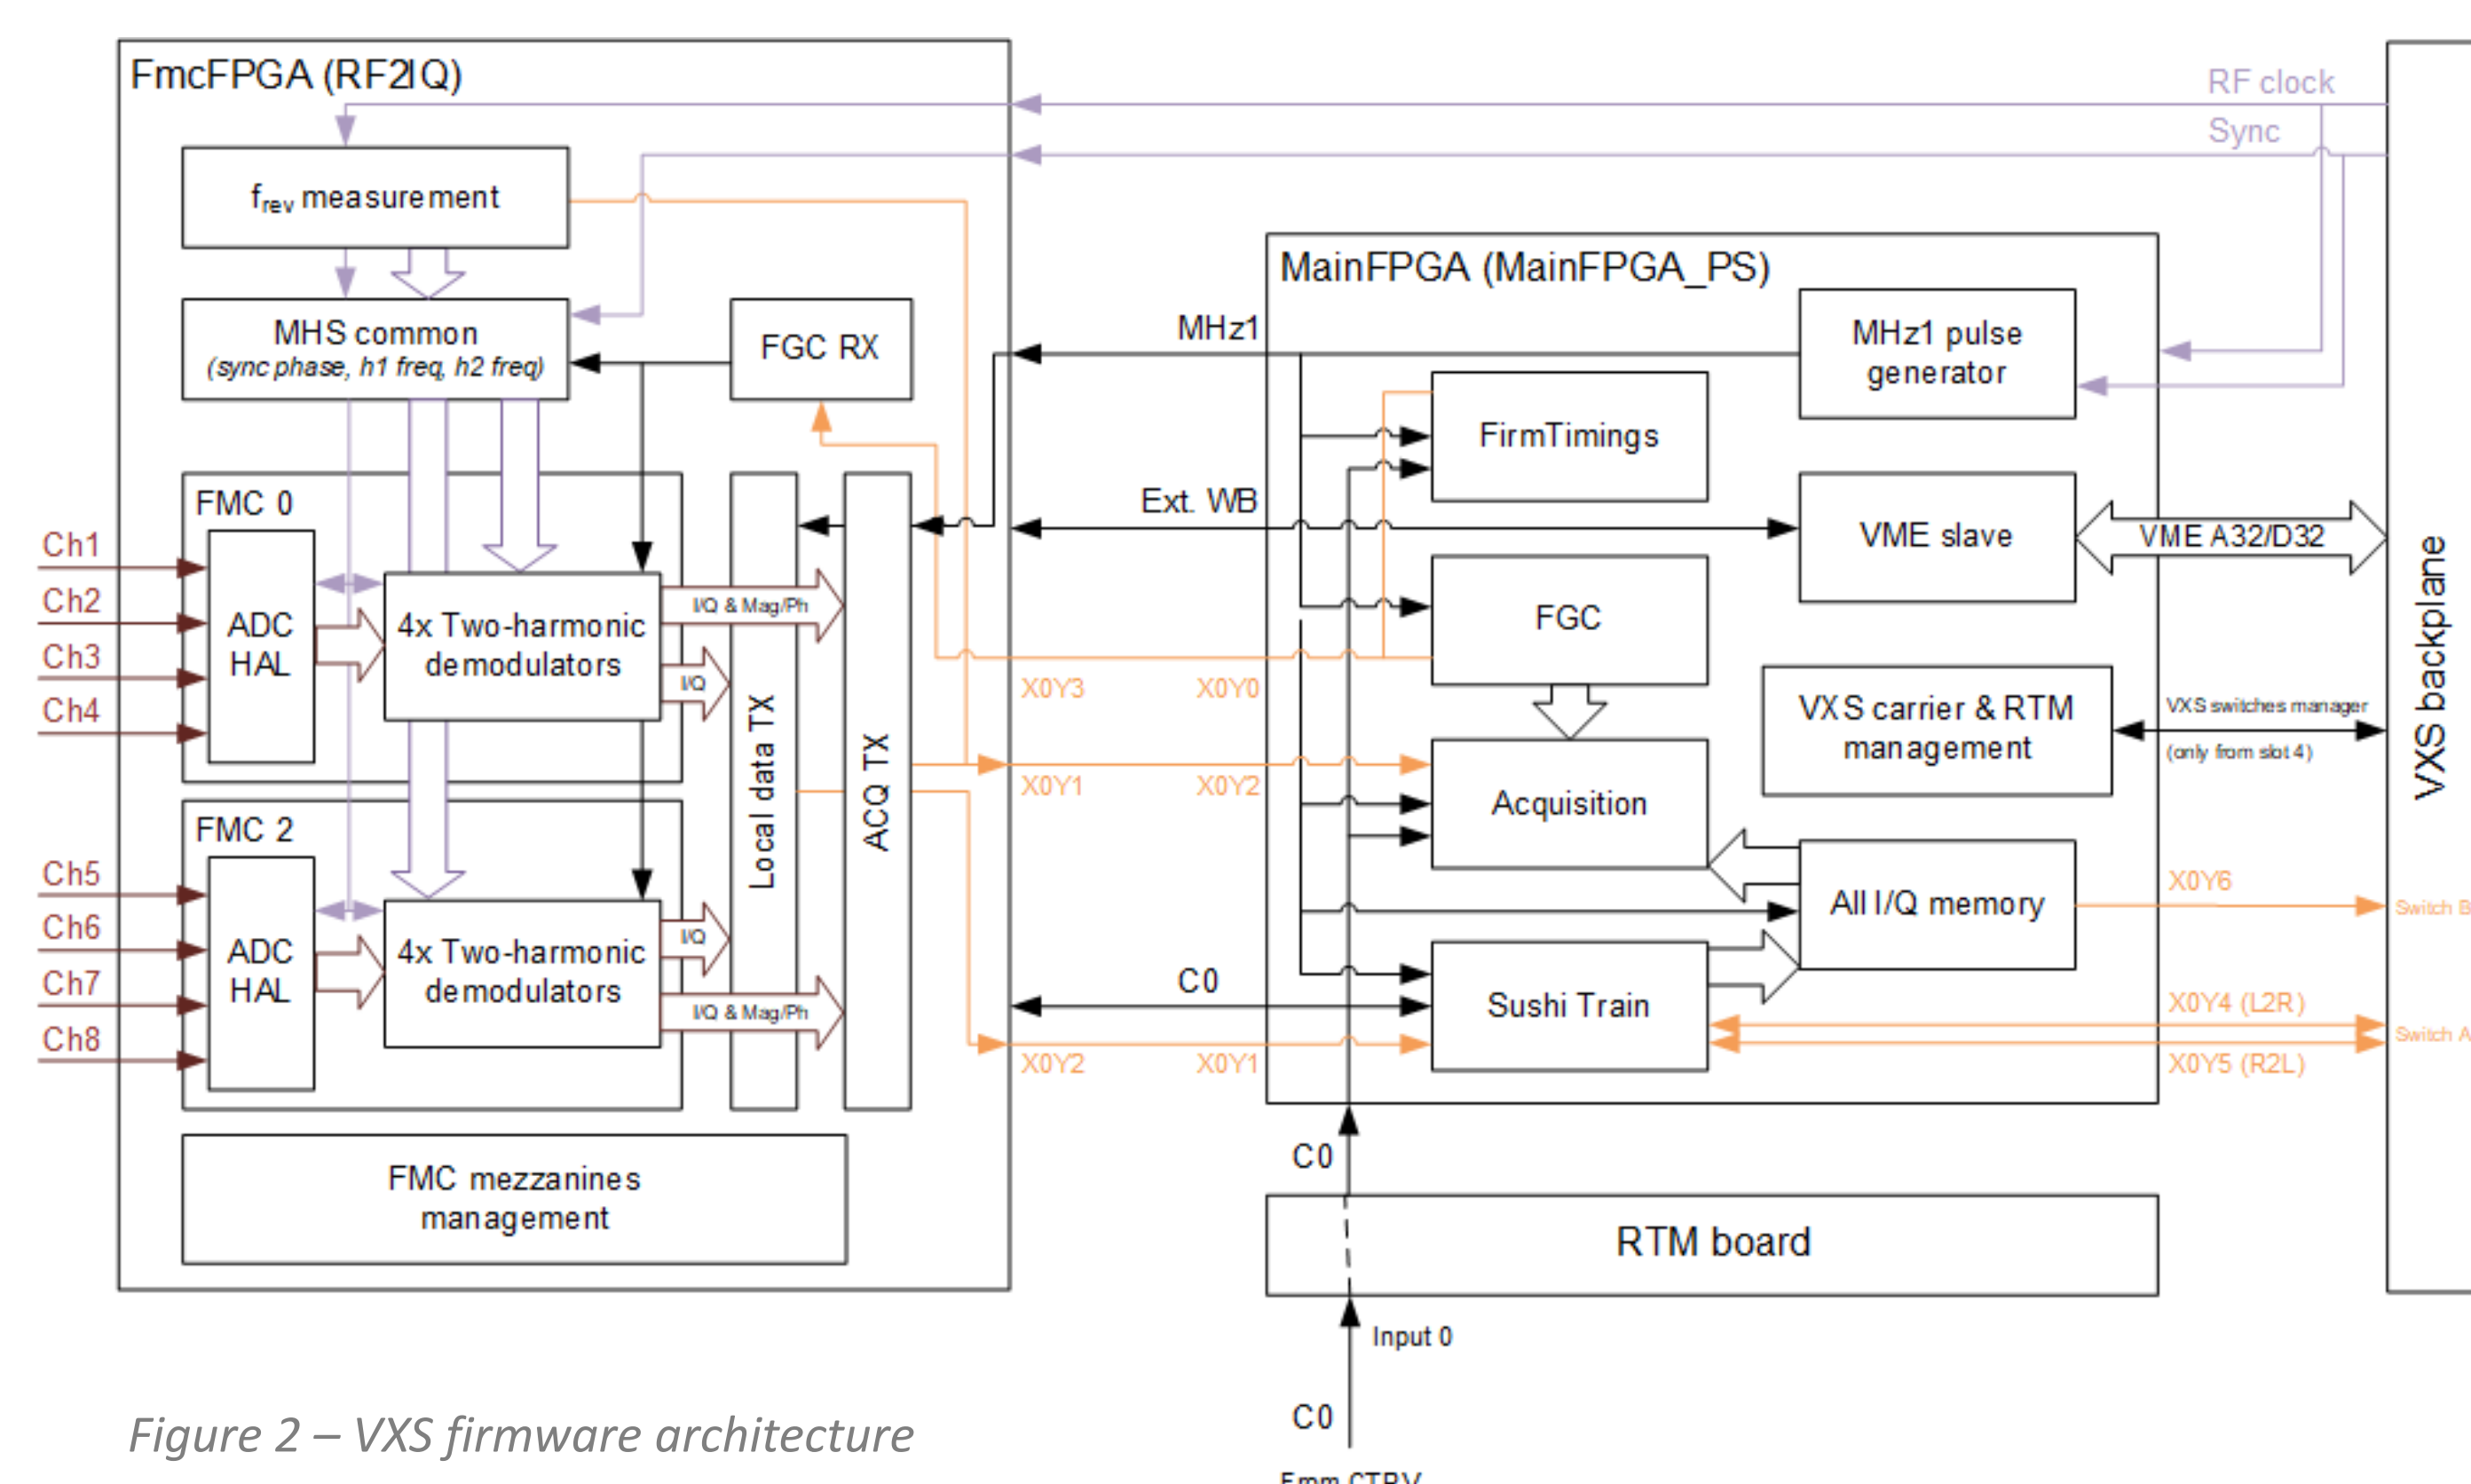 FmcFPGA (RF2IQ)
RF clock
Sync
frev measurement
MHS common
(sync phase, h1 freq, h2 freq)
FGC RX
FMC 0
Ch1
Ch2
Ch3
Ch4
ADC
HAL
4x Two-harmonic
demodulators
I/Q & Mag/Ph
I/Q
FMC 2
Ch5
Ch6
Ch7
Ch8
ADC
HAL
4x Two-harmonic
demodulators
I/Q
I/Q & Mag/Ph
Local data TX
ACQ TX
FMC mezzanines
management
MHz1
Ext. WB
X0Y3
X0Y0
X0Y1
X0Y2
C0
X0Y2
X0Y1
MainFPGA (MainFPGA_PS)
MHz1 pulse
generator
FirmTimings
VME slave
VME A32/D32
FGC
VXS carrier & RTM
management
VXS switches manager
(only from slot 4)
Acquisition
All I/Q memory
X0Y6
Switch B
Sushi Train
X0Y4 (L2R)
Switch A
X0Y5 (R2L)
VXS backplane
C0
RTM board
Input 0
C0
Figure 2 – VXS firmware architecture